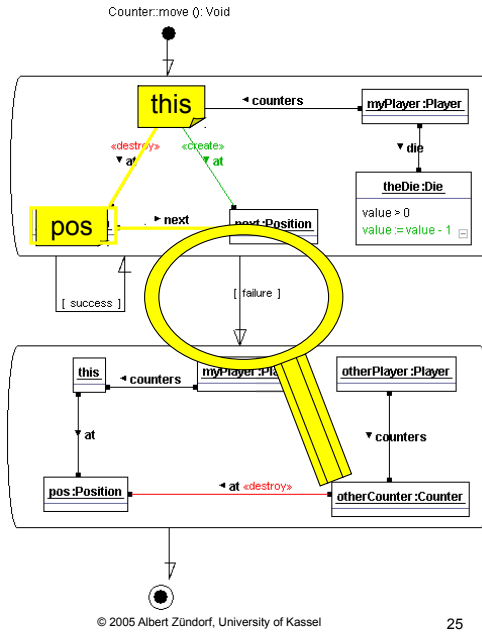 Counter::move (): Void
this
◄ counters
myPlayer :Player
«destroy»
▼ at
«create»
▼ at
▼ die
theDie :Die
value > 0
value := value - 1
pos
► next
next :Position
[ success ]
[ failure ]
this
◄ counters
myPlayer :Pla
otherPlayer :Player
▼ at
▼ counters
pos :Position
◄ at «destroy»
otherCounter :Counter
© 2005 Albert Zündorf, University of Kassel
25